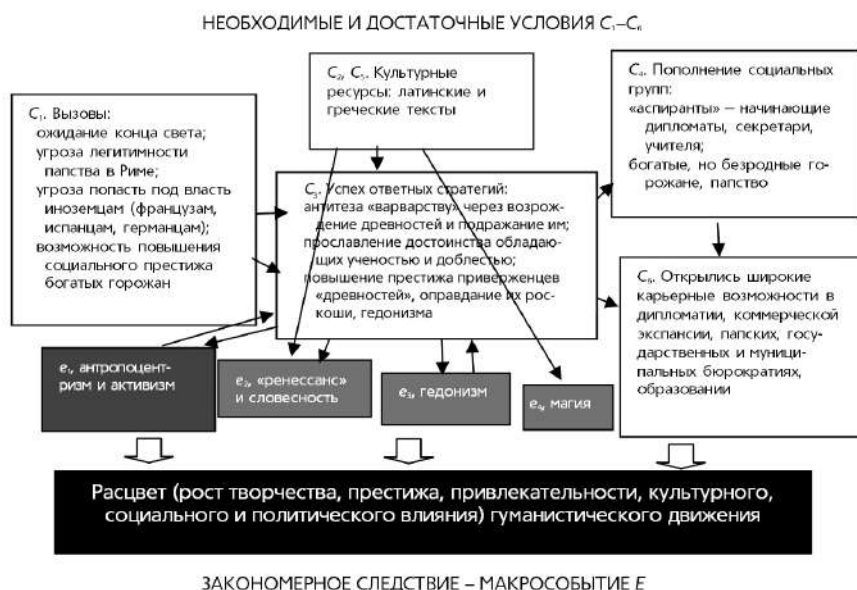 НЕОБХОДИМЫЕ И ДОСТАТОЧНЫЕ УСЛОВИЯ C₁–C₆
C₁. Вызовы:
ожидание конца света;
угроза легитимности
папства в Риме;
угроза попасть под власть
иноземцам (французам,
испанцам, германцам);
возможность повышения
социального престижа
богатых горожан
C₂, C₅. Культурные
ресурсы: латинские и
греческие тексты
C₃. Успех ответных стратегий:
антитеза «варварству» через возрож-
дение древностей и подражание им;
прославление достоинства обладаю-
щих ученостью и доблестью;
повышение престижа приверженцев
«древностей», оправдание их рос-
коши, гедонизма
C₄. Пополнение социальных
групп:
«аспиранты» – начинающие
дипломаты, секретари,
учителя;
богатые, но безродные го-
рожане, папство
C₆. Открылись широкие
карьерные возможности в
дипломатии, коммерческой
экспансии, папских, госу-
дарственных и муници-
пальных бюрократиях,
образовании
e₁, антропоцент-
ризм и активизм
e₂, «ренессанс»
и словесность
e₃, гедонизм
e₄, магия
Расцвет (рост творчества, престижа, привлекательности, культурного,
социального и политического влияния) гуманистического движения
ЗАКОНОМЕРНОЕ СЛЕДСТВИЕ – МАКРОСОБЫТИЕ E